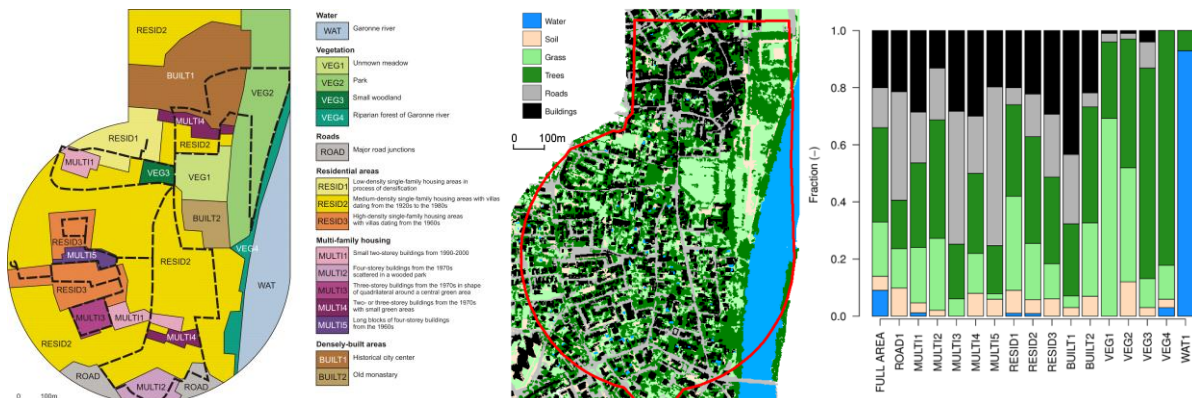 RESID2
BUILT1
VEG2
MULTI4
RESID1
RESID2
MULTI1
VEG3
VEG1
BUILT2
RESID3
RESID2
VEG4
MULTI5
WAT
RESID3
MULTI3
MULTI1
MULTI4
RESID2
ROAD
MULTI2
ROAD
0 100m
Water
WAT Garonne river
Vegetation
VEG1 Unmown meadow
VEG2 Park
VEG3 Small woodland
VEG4 Riparian forest of Garonne river
Roads
ROAD Major road junctions
Residential areas
RESID1 Low-density single-family housing areas in
process of densification
RESID2 Medium-density single-family housing areas with villas
dating from the 1920s to the 1980s
RESID3 High-density single-family housing areas
with villas dating from the 1960s
Multi-family housing
MULTI1 Small two-storey buildings from 1990-2000
MULTI2 Four-storey buildings from the 1970s
scattered in a wooded park
MULTI3 Three-storey buildings from the 1970s in shape
of quadrilateral around a central green area
MULTI4 Two- or three-storey buildings from the 1970s
with small green areas
MULTI5 Long blocks of four-storey buildings
from the 1960s
Densely-built areas
BUILT1 Historical city center
BUILT2 Old monastery
Water
Soil
Grass
Trees
Roads
Buildings
0 100m
Fraction (-)
1.0
0.8
0.6
0.4
0.2
0.0
FULL AREA
ROAD1
MULTI1
MULTI2
MULTI3
MULTI4
MULTI5
RESID1
RESID2
RESID3
BUILT1
BUILT2
VEG1
VEG2
VEG3
VEG4
WAT1